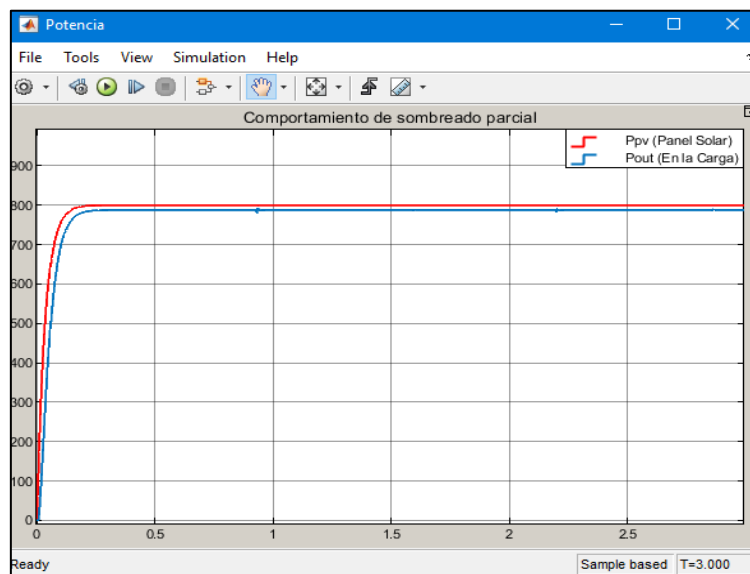 Potencia
File Tools View Simulation Help
Comportamiento de sombreado parcial
Ppv (Panel Solar)
Pout (En la Carga)
900
800
700
600
500
400
300
200
100
0
0 0.5 1 1.5 2 2.5
Ready Sample based T=3.000